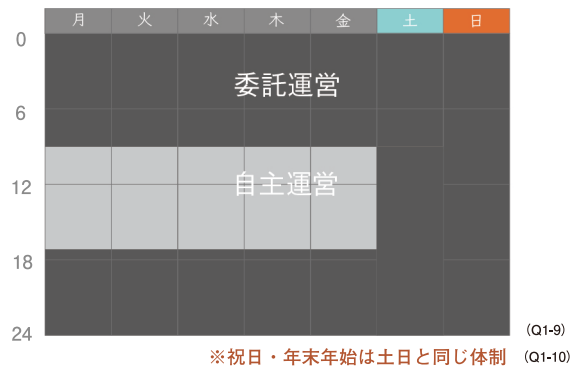 月 火 水 木 金 土 日
0
委託運営
6
自主運営
12
18
24
(Q1-9)
※祝日・年末年始は土日と同じ体制 (Q1-10)